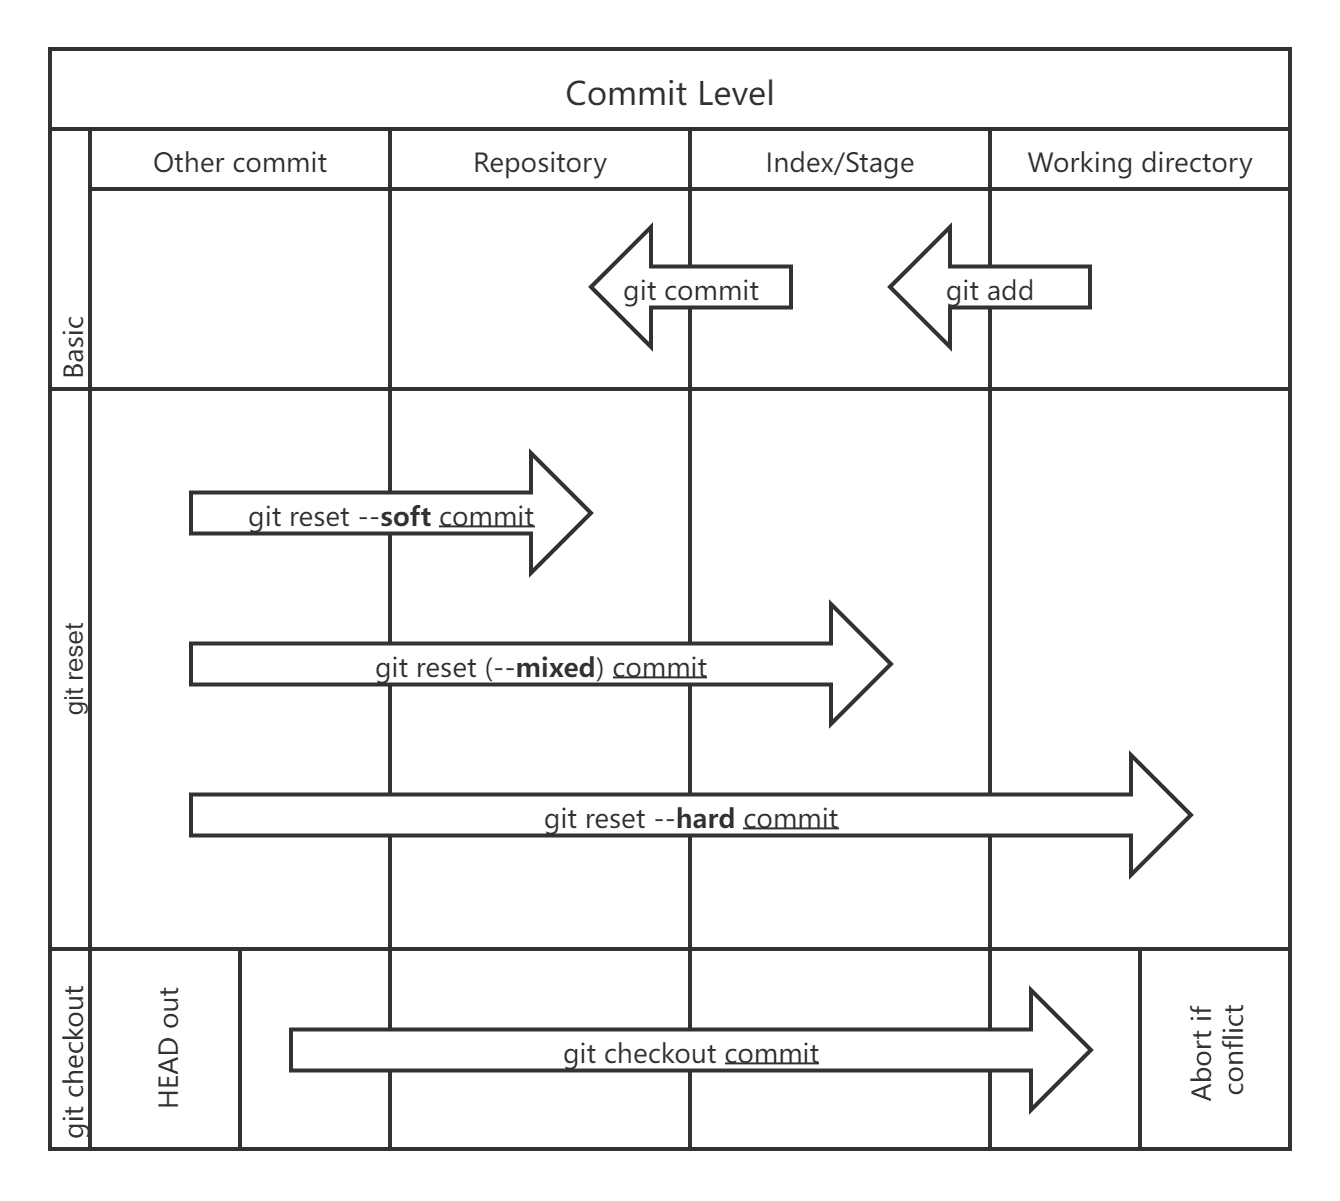 Commit Level
Other commit
Repository
Index/Stage
Working directory
Basic
git commit
git add
git reset
git reset --soft commit
git reset (--mixed) commit
git reset --hard commit
git checkout
HEAD out
git checkout commit
Abort if
conflict